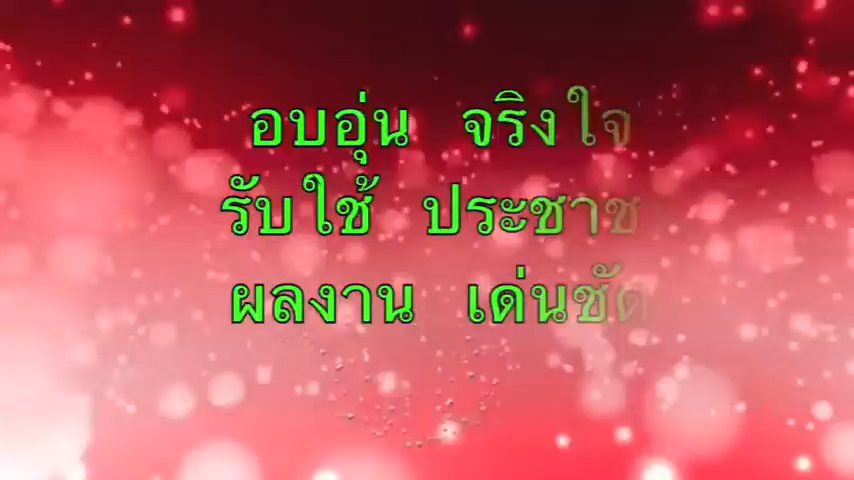 อบอุ่น จริงใจ
รับใช้ ประชาช
ผลงาน เด่นชัด